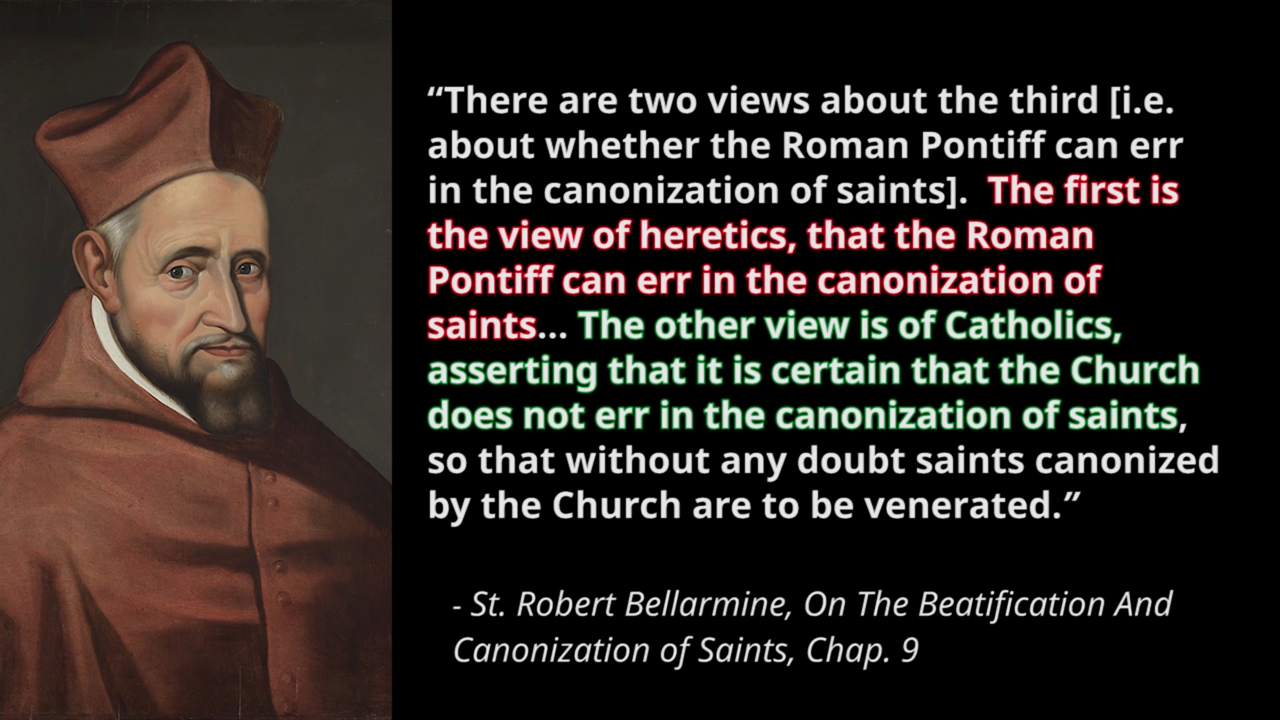 “There are two views about the third [i.e.
about whether the Roman Pontiff can err
in the canonization of saints].  The first is
the view of heretics, that the Roman
Pontiff can err in the canonization of
saints... The other view is of Catholics,
asserting that it is certain that the Church
does not err in the canonization of saints,
so that without any doubt saints canonized
by the Church are to be venerated.”
- St. Robert Bellarmine, On The Beatification And
Canonization of Saints, Chap. 9